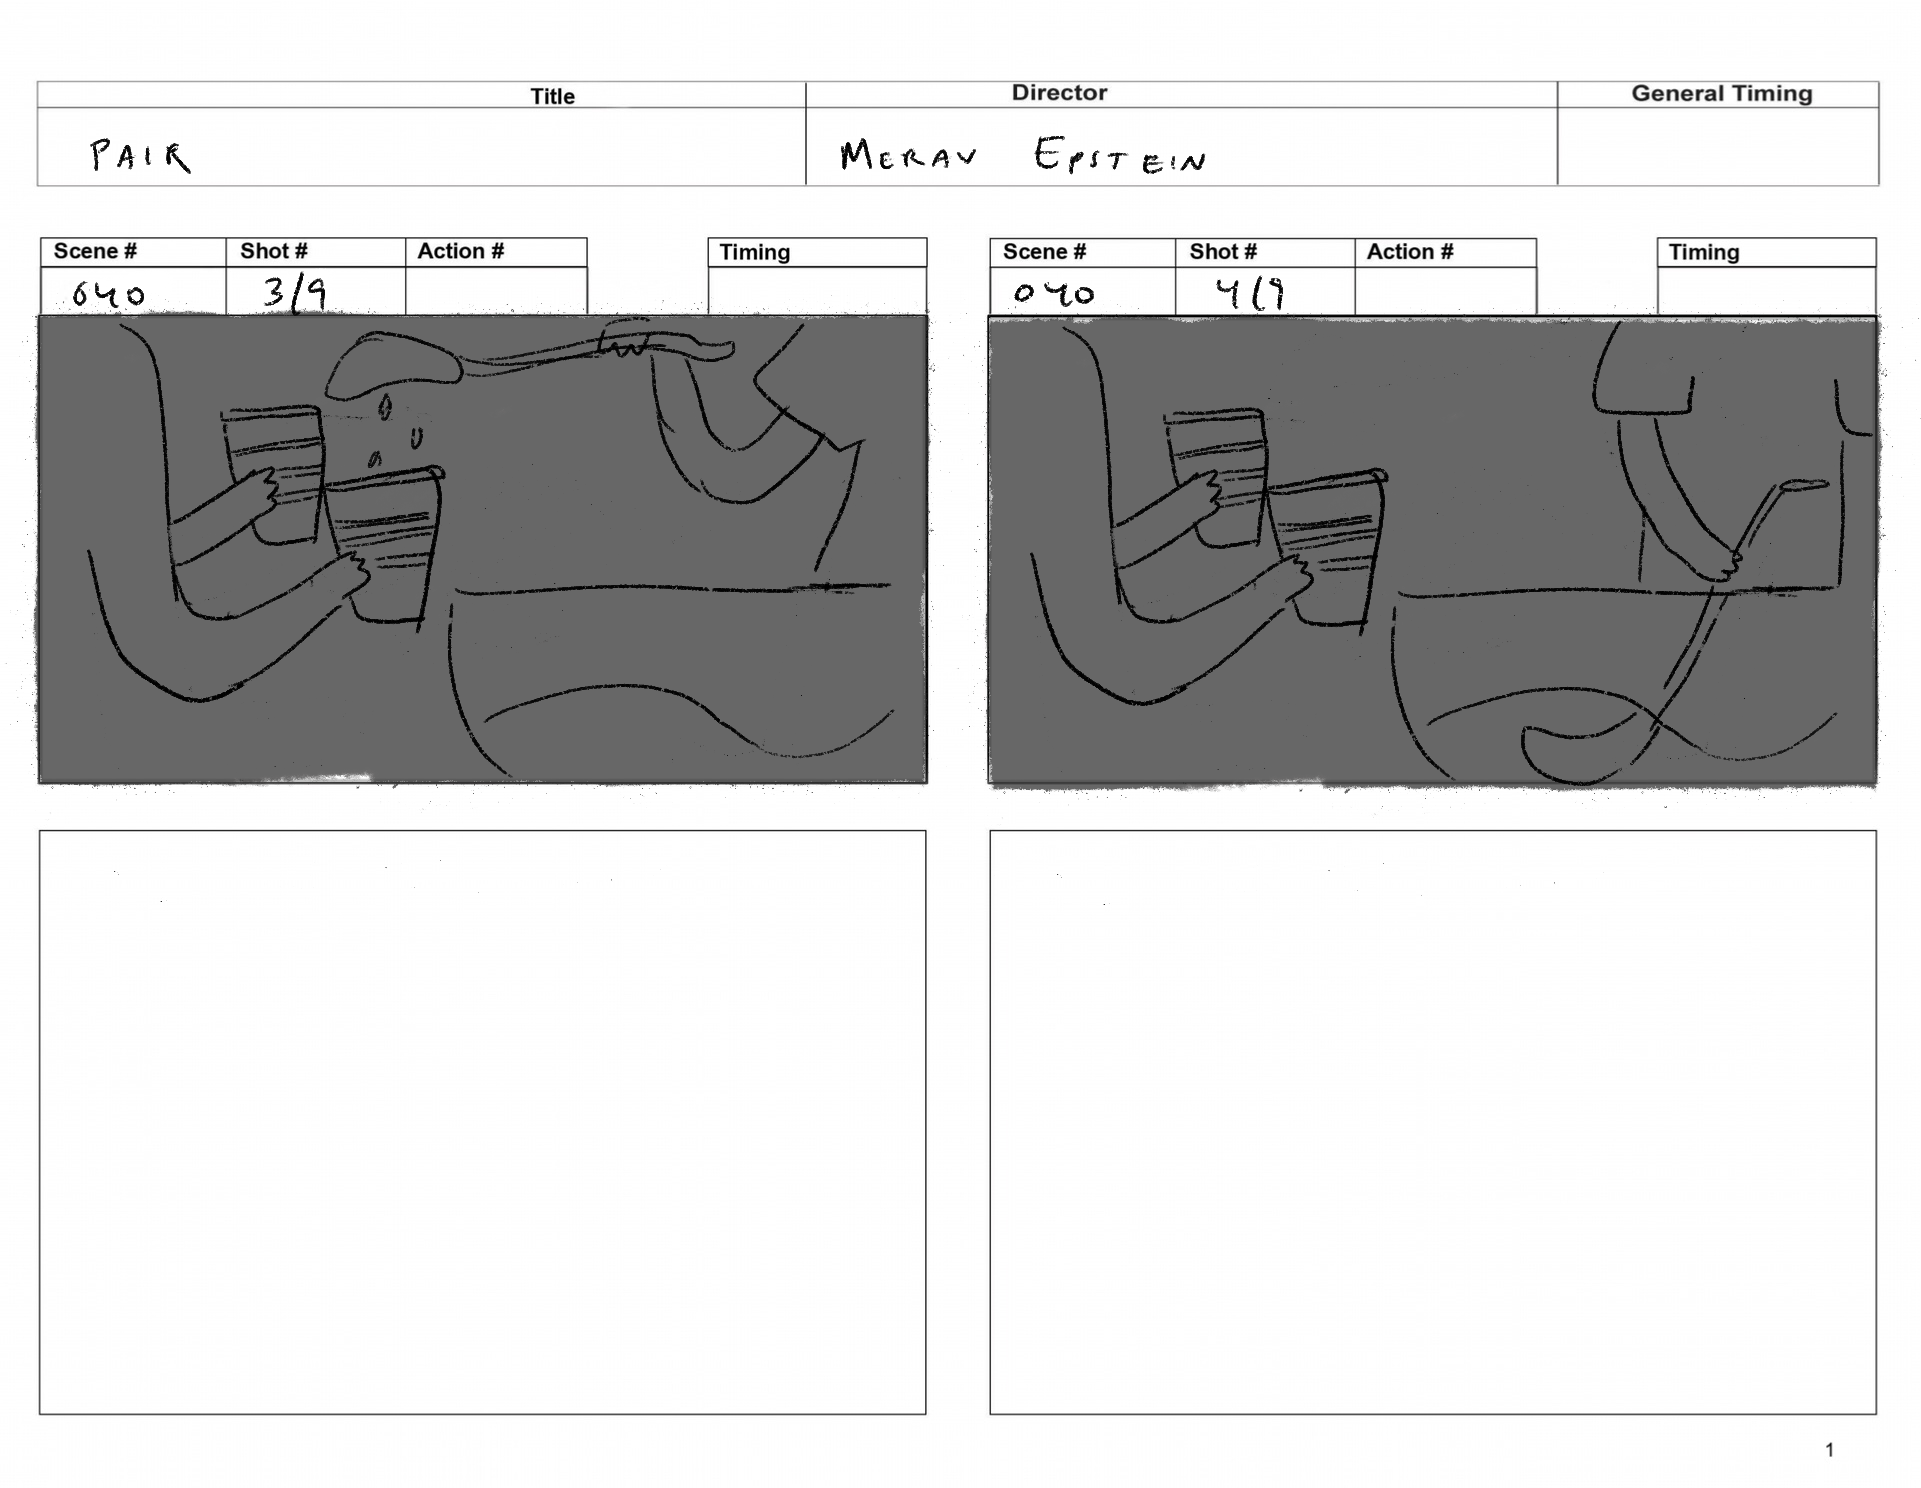 Title Director General Timing
PAIR MERAV EPSTEIN
Scene # Shot # Action # Timing
040 3/9
Scene # Shot # Action # Timing
040 4/9
1